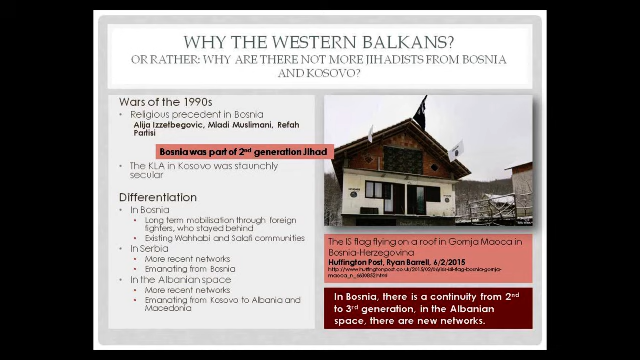 WHY THE WESTERN BALKANS?
OR RATHER: WHY ARE THERE NOT MORE JIHADISTS FROM BOSNIA
AND KOSOVO?
Wars of the 1990s
• Religious precedent in Bosnia
Alija Izzetbegovic, Mladi Muslimani, Refah
Partisi
Bosnia was part of 2nd generation Jihad
• The KLA in Kosovo was staunchly
secular
Differentiation
• In Bosnia
• Long term mobilisation through foreign
fighters, who stayed behind
• Existing Wahhabi and Salafi communities
• In Serbia
• More recent networks
• Emanating from Bosnia
• In the Albanian space
• More recent networks
• Emanating from Kosovo to Albania and
Macedonia
The IS flag flying on a roof in Gornja Maoca in
Bosnia-Herzegovina
Huffington Post, Ryan Barrell, 6/2/2015
In Bosnia, there is a continuity from 2nd
to 3rd generation, in the Albanian
space, there are new networks.